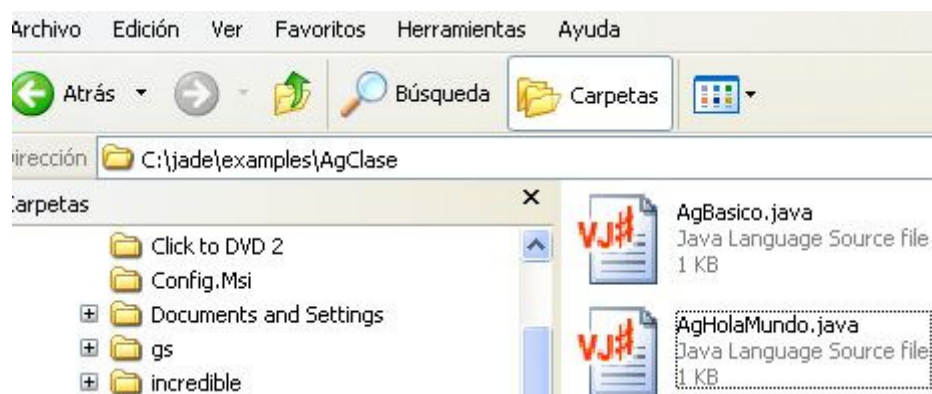 Archivo Edición Ver Favoritos Herramientas Ayuda
Atrás Búsqueda Carpetas
Dirección C:\jade\examples\AgClase
Carpetas
Click to DVD 2
Config.Msi
Documents and Settings
gs
incredible
AgBasico.java
Java Language Source file
1 KB
AgHolaMundo.java
Java Language Source file
1 KB
VJ#
VJ#